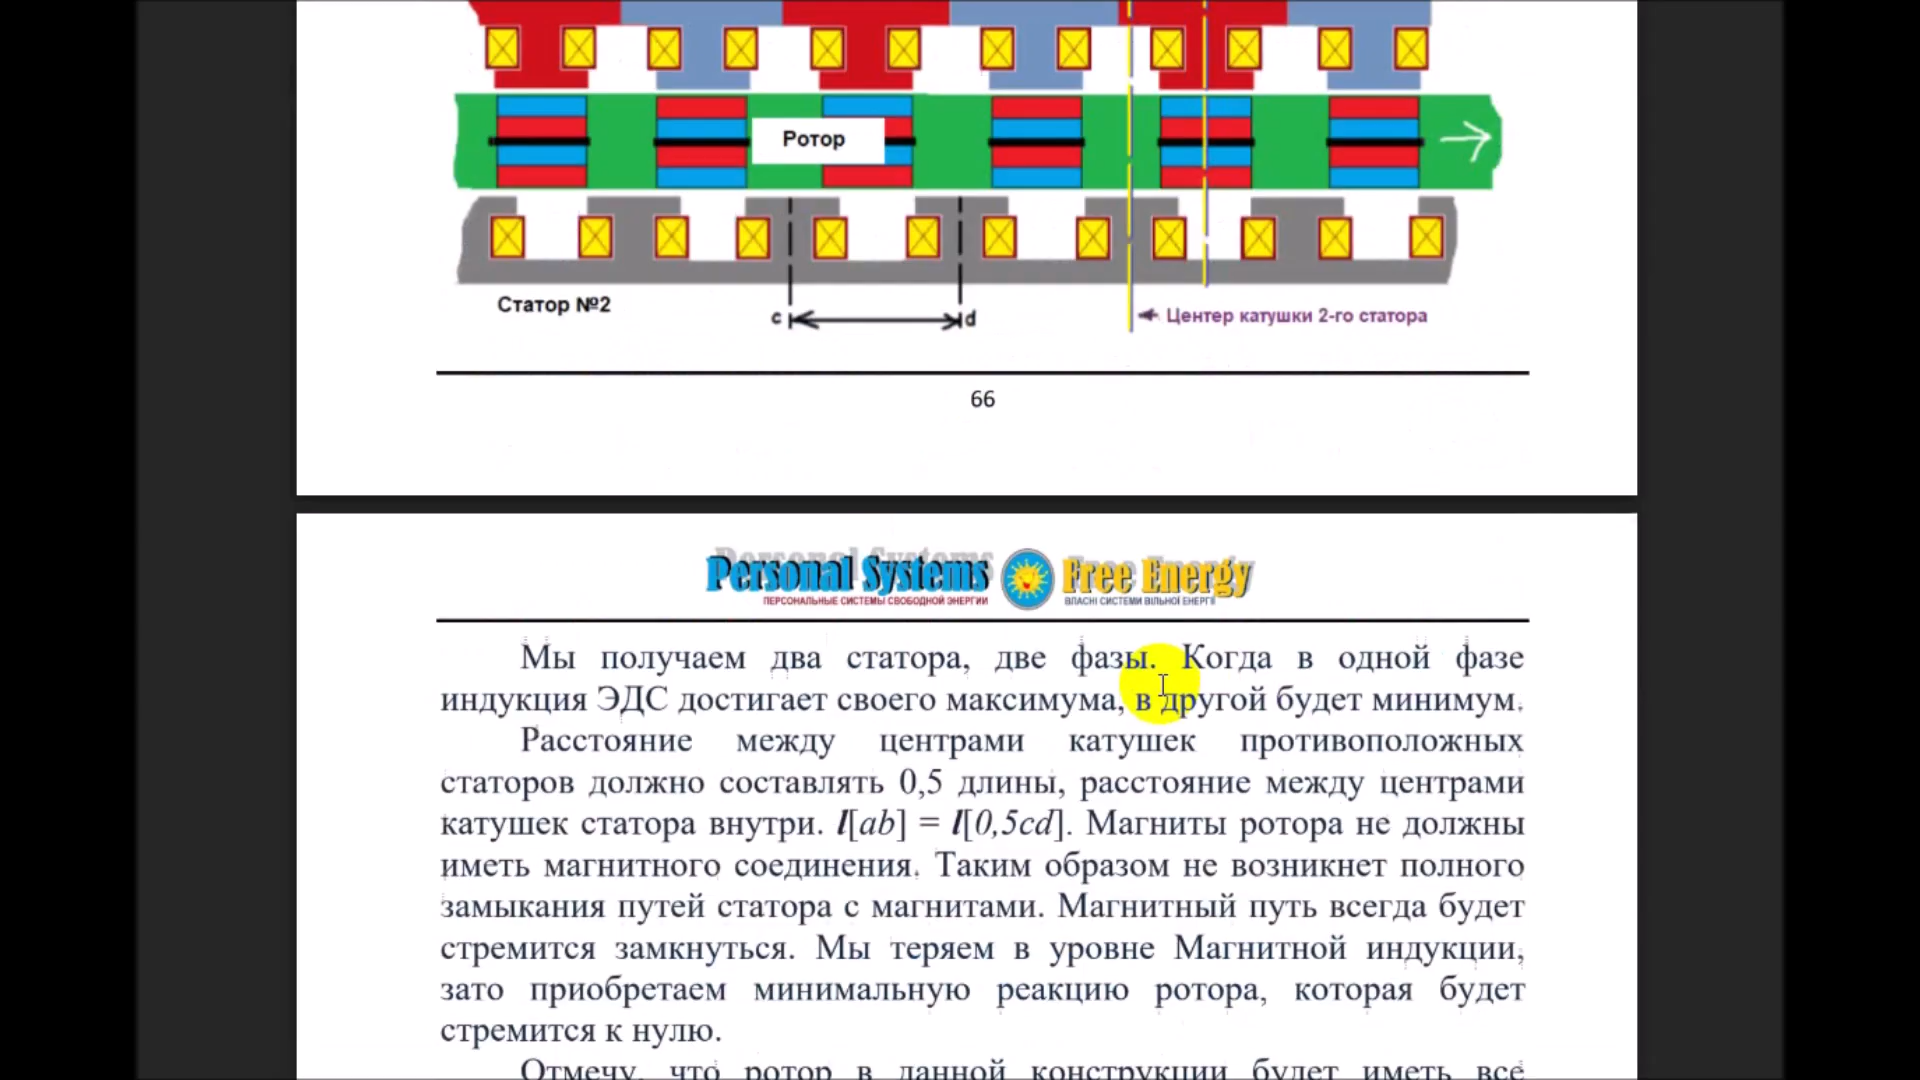 Ротор
Статор №2
c
d
Центер катушки 2-го статора
66
Personal Systems Free Energy
ПЕРСОНАЛЬНЫЕ СИСТЕМЫ СВОБОДНОЙ ЭНЕРГИИ ВЛАСНІ СИСТЕМИ ВІЛЬНОЇ ЕНЕРГІЇ
Мы получаем два статора, две фазы. Когда в одной фазе
индукция ЭДС достигает своего максимума, в другой будет минимум.
Расстояние между центрами катушек противоположных
статоров должно составлять 0,5 длины, расстояние между центрами
катушек статора внутри. l[ab] = l[0,5cd]. Магниты ротора не должны
иметь магнитного соединения. Таким образом не возникнет полного
замыкания путей статора с магнитами. Магнитный путь всегда будет
стремится замкнуться. Мы теряем в уровне Магнитной индукции,
зато приобретаем минимальную реакцию ротора, которая будет
стремится к нулю.
Отмечу, что ротор в данной конструкции будет иметь все